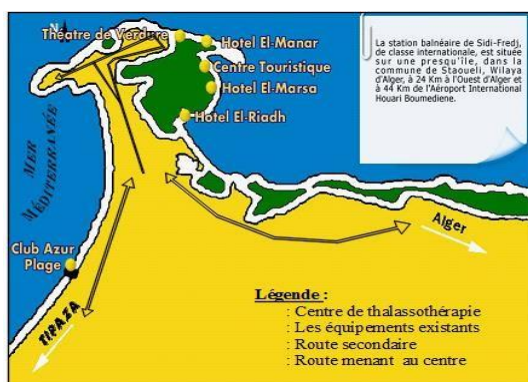 N
Théatre de Verdure
Hotel El-Manar
Centre Touristique
Hotel El-Marsa
Hotel El-Riadh
La station balnéaire de Sidi-Fredj,
de classe internationale, est située
sur une presqu'île, dans la
commune de Staoueli, Wilaya
d'Alger, à 24 Km à l'Ouest d'Alger et
à 44 Km de l'Aéroport International
Houari Boumediene.
MER
MÉDITERRANÉE
Club Azur
Plage
Alger
TIPAZA
Légende :
: Centre de thalassothérapie
: Les équipements existants
: Route secondaire
: Route menant au centre